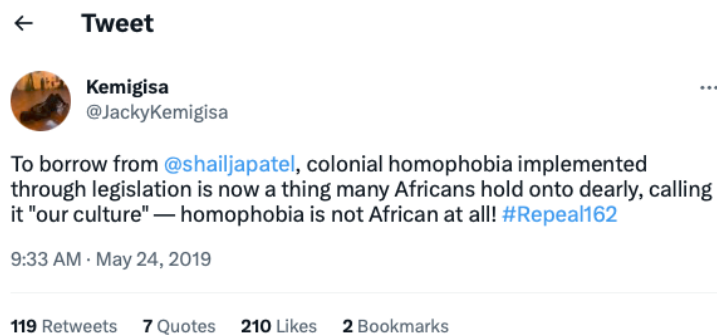 Tweet
Kemigisa
@JackyKemigisa
To borrow from @shailjapatel, colonial homophobia implemented
through legislation is now a thing many Africans hold onto dearly, calling
it "our culture" — homophobia is not African at all! #Repeal162
9:33 AM · May 24, 2019
119 Retweets 7 Quotes 210 Likes 2 Bookmarks